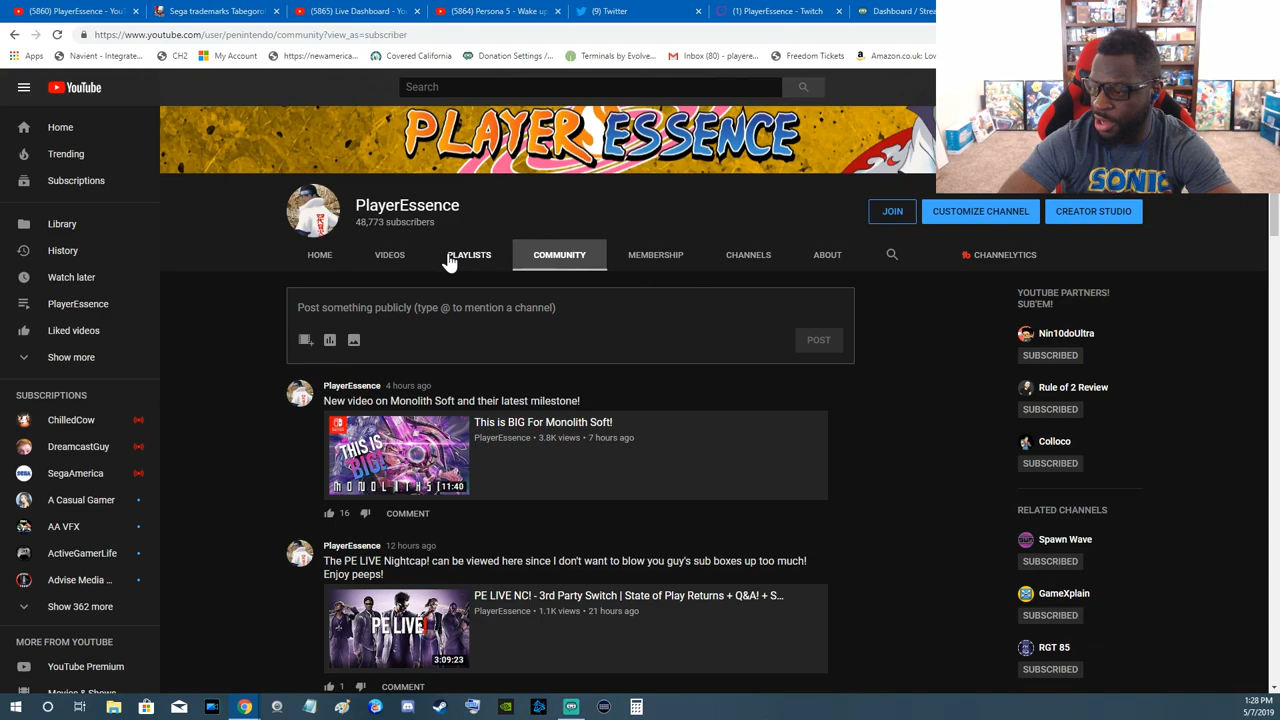 (5860) PlayerEssence - YouT
Sega trademarks Tabegoro
(5865) Live Dashboard - Yo
(5864) Persona 5 - Wake up
(9) Twitter
(1) PlayerEssence - Twitch
Dashboard / Strea
https://www.youtube.com/user/penintendo/community?view_as=subscriber
Apps
Navient - Integrate...
CH2
My Account
https://newamerica...
Covered California
Donation Settings /...
Terminals by Evolve...
Inbox (80) - playere...
Freedom Tickets
Amazon.co.uk: Low
YouTube
Search
PLAYER ESSENCE
Home
Trending
Subscriptions
Library
History
Watch later
PlayerEssence
Liked videos
Show more
SUBSCRIPTIONS
ChilledCow
DreamcastGuy
SegaAmerica
A Casual Gamer
AA VFX
ActiveGamerLife
Advise Media ...
Show 362 more
MORE FROM YOUTUBE
YouTube Premium
Movies & Shows
PlayerEssence
48,773 subscribers
JOIN
CUSTOMIZE CHANNEL
CREATOR STUDIO
HOME
VIDEOS
PLAYLISTS
COMMUNITY
MEMBERSHIP
CHANNELS
ABOUT
CHANNELYTICS
Post something publicly (type @ to mention a channel)
POST
PlayerEssence 4 hours ago
New video on Monolith Soft and their latest milestone!
THIS IS
BIG!
MONOLITHS
11:40
This is BIG For Monolith Soft!
PlayerEssence • 3.8K views • 7 hours ago
16
COMMENT
PlayerEssence 12 hours ago
The PE LIVE Nightcap! can be viewed here since I don't want to blow you guy's sub boxes up too much!
Enjoy peeps!
PE LIVE!
3:09:23
PE LIVE NC! - 3rd Party Switch | State of Play Returns + Q&A! + S...
PlayerEssence • 1.1K views • 21 hours ago
1
COMMENT
YOUTUBE PARTNERS!
SUB'EM!
Nin10doUltra
SUBSCRIBED
Rule of 2 Review
SUBSCRIBED
Colloco
SUBSCRIBED
RELATED CHANNELS
Spawn Wave
SUBSCRIBED
GameXplain
SUBSCRIBED
RGT 85
SUBSCRIBED
SONIC
1:28 PM
5/7/2019